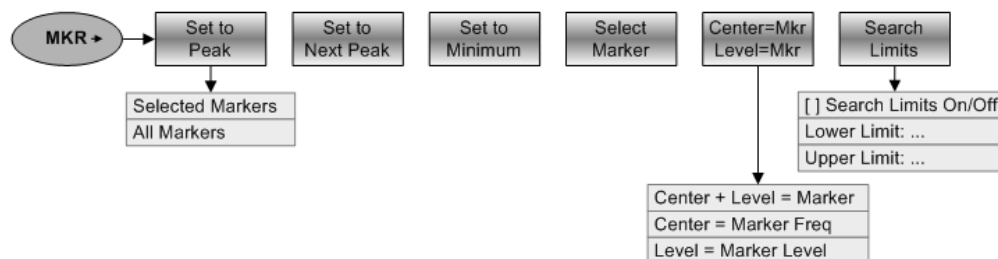 MKR →
Set to
Peak
Set to
Next Peak
Set to
Minimum
Select
Marker
Center=Mkr
Level=Mkr
Search
Limits
Selected Markers
All Markers
[ ] Search Limits On/Off
Lower Limit: ...
Upper Limit: ...
Center + Level = Marker
Center = Marker Freq
Level = Marker Level